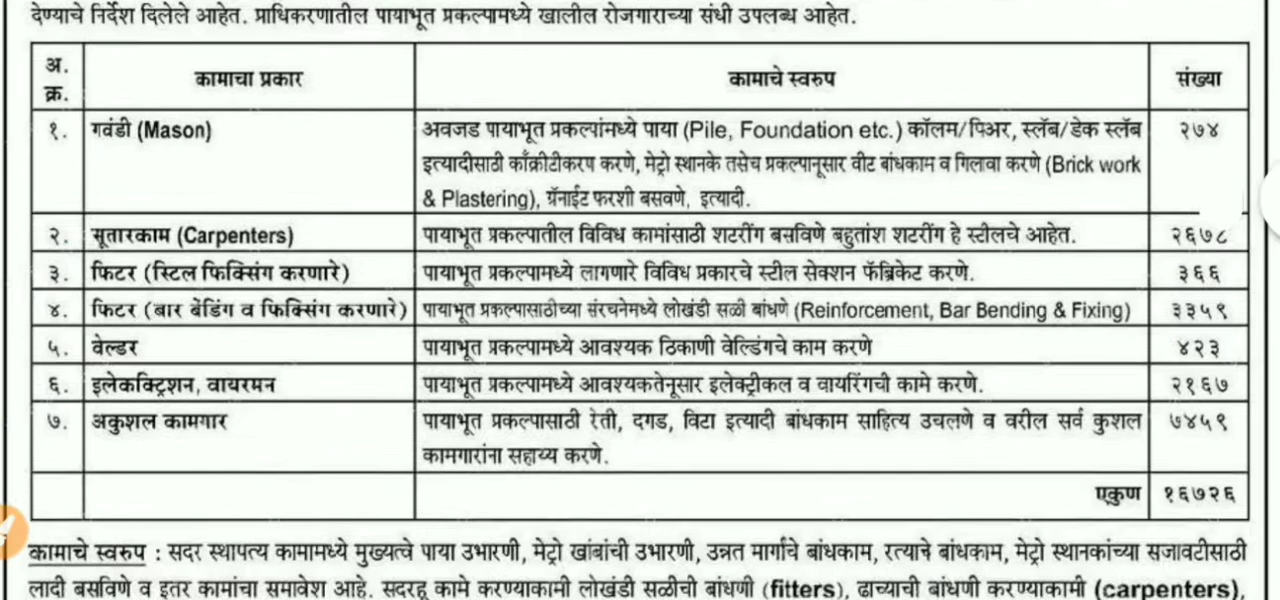 देण्याचे निर्देश दिलेले आहेत. प्राधिकरणातील पायाभूत प्रकल्पामध्ये खालील रोजगाराच्या संधी उपलब्ध आहेत.
अ. क्र. कामाचा प्रकार कामाचे स्वरुप संख्या
१. गवंडी (Mason) अवजड पायाभूत प्रकल्पांमध्ये पाया (Pile, Foundation etc.) कॉलम/पिअर, स्लॅब/डेक स्लॅब २७४
इत्यादीसाठी काँक्रीटीकरण करणे, मेट्रो स्थानके तसेच प्रकल्पानूसार वीट बांधकाम व गिलावा करणे (Brick work
& Plastering), ग्रॅनाईट फरशी बसवणे, इत्यादी.
२. सूतारकाम (Carpenters) पायाभूत प्रकल्पातील विविध कामांसाठी शटरींग बसविणे बहुतांश शटरींग हे स्टीलचे आहेत. २६७८
३. फिटर (स्टिल फिक्सिंग करणारे) पायाभूत प्रकल्पामध्ये लागणारे विविध प्रकारचे स्टील सेक्शन फॅब्रिकेट करणे. ३६६
४. फिटर (बार बेंडिंग व फिक्सिंग करणारे) पायाभूत प्रकल्पासाठीच्या संरचनेमध्ये लोखंडी सळी बांधणे (Reinforcement, Bar Bending & Fixing) ३३५९
५. वेल्डर पायाभूत प्रकल्पामध्ये आवश्यक ठिकाणी वेल्डिंगचे काम करणे ४२३
६. इलेकक्ट्रिशन, वायरमन पायाभूत प्रकल्पामध्ये आवश्यकतेनूसार इलेक्ट्रीकल व वायरिंगची कामे करणे. २१६७
७. अकुशल कामगार पायाभूत प्रकल्पासाठी रेती, दगड, विटा इत्यादी बांधकाम साहित्य उचलणे व वरील सर्व कुशल ७४५९
कामगारांना सहाय्य करणे.
एकुण १६७२६
कामाचे स्वरुप : सदर स्थापत्य कामामध्ये मुख्यत्वे पाया उभारणी, मेट्रो खांबांची उभारणी, उन्नत मार्गाचे बांधकाम, रत्याचे बांधकाम, मेट्रो स्थानकांच्या सजावटीसाठी
लादी बसविणे व इतर कामांचा समावेश आहे. सदरहू कामे करण्याकामी लोखंडी सळीची बांधणी (fitters), ढाच्याची बांधणी करण्याकामी (carpenters),